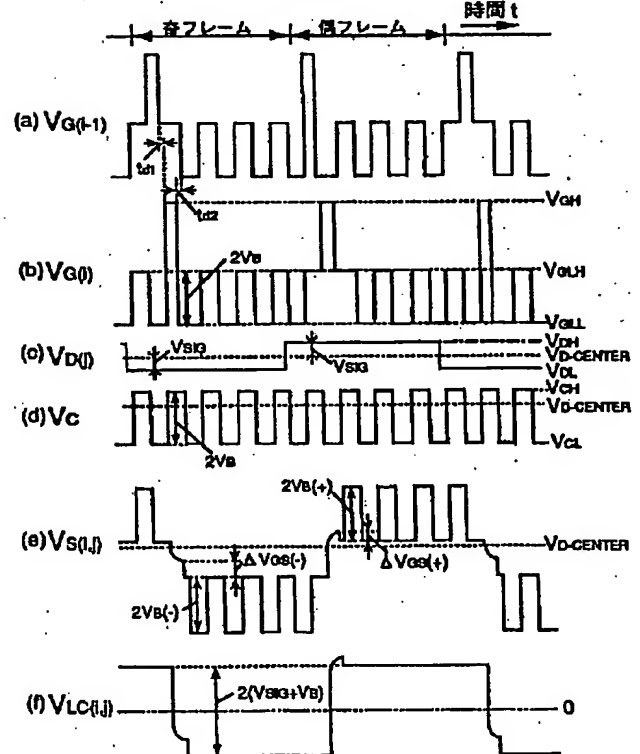 時間 t
奇フレーム 偶フレーム
(a) VG(i-1)
td1
td2
VGH
(b) VG(i)
2VB
VGLH
VGLL
(c) VD(j)
VSIG
VSIG
VDH
VD-CENTER
VDL
(d) VC
VCH
VD-CENTER
VCL
2VB
2VB(+)
(e) VS(i,j)
VD-CENTER
ΔVGS(-)
ΔVGS(+)
2VB(-)
(f) VLC(i,j)
2(VSIG+VB)
0